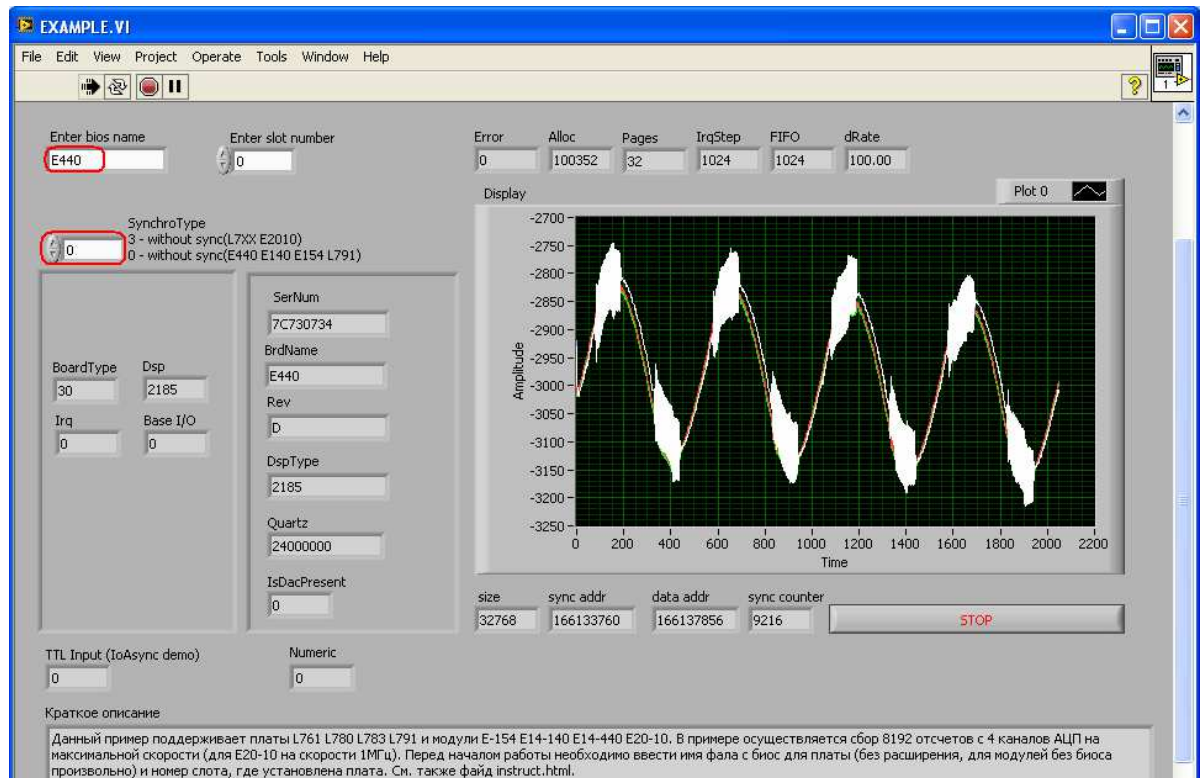 EXAMPLE.VI
File Edit View Project Operate Tools Window Help
1
Enter bios name
E440
Enter slot number
0
Error
0
Alloc
100352
Pages
32
IrqStep
1024
FIFO
1024
dRate
100.00
SynchroType
3 - without sync(L7XX E2010)
0 - without sync(E440 E140 E154 L791)
0
BoardType
30
Dsp
2185
Irq
0
Base I/O
0
SerNum
7C730734
BrdName
E440
Rev
D
DspType
2185
Quartz
24000000
IsDacPresent
0
Display
Plot 0
Amplitude
-2700
-2750
-2800
-2850
-2900
-2950
-3000
-3050
-3100
-3150
-3200
-3250
0 200 400 600 800 1000 1200 1400 1600 1800 2000 2200
Time
size
32768
sync addr
166133760
data addr
166137856
sync counter
9216
STOP
TTL Input (IoAsync demo)
0
Numeric
0
Краткое описание
Данный пример поддерживает платы L761 L780 L783 L791 и модули E-154 E14-140 E14-440 E20-10. В примере осуществляется сбор 8192 отсчетов с 4 каналов АЦП на
максимальной скорости (для E20-10 на скорости 1МГц). Перед началом работы необходимо ввести имя фала с биос для платы (без расширения, для модулей без биоса
произвольно) и номер слота, где установлена плата. См. также файд instruct.html.